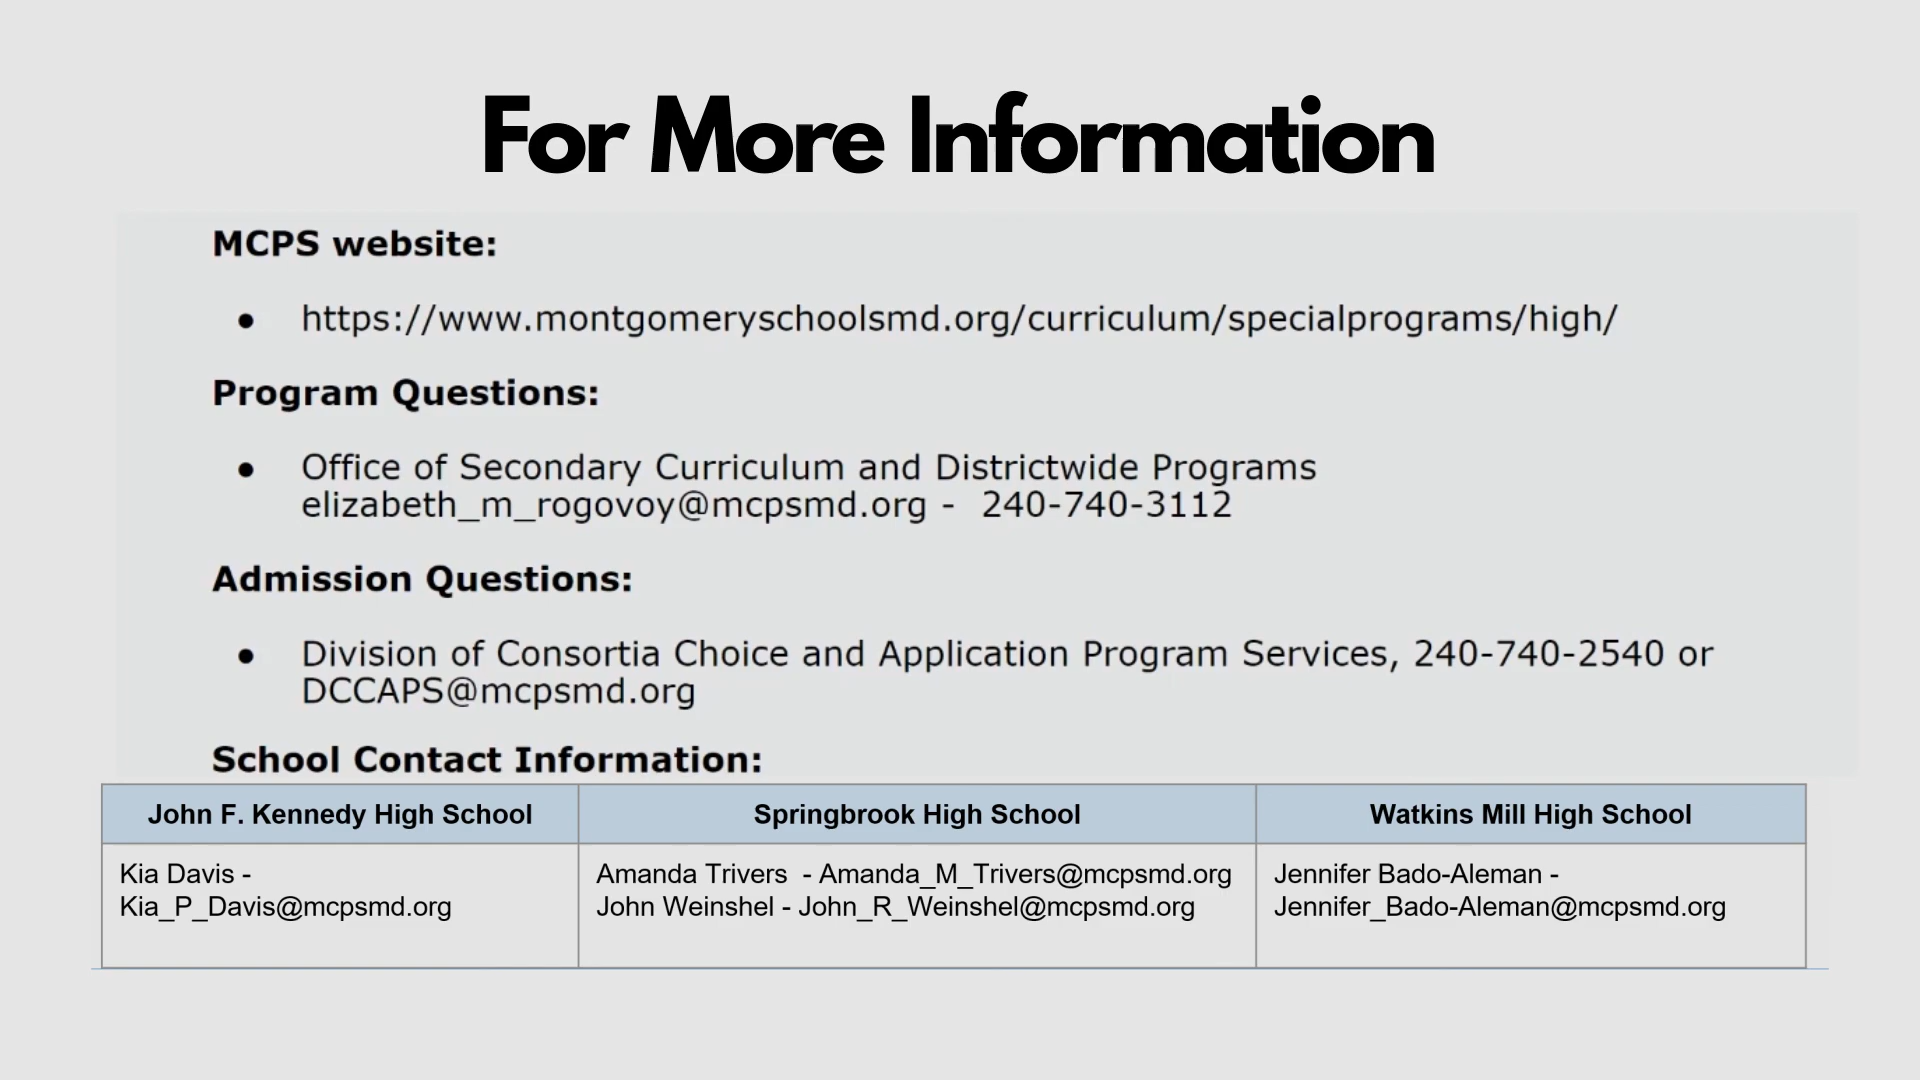 For More Information
MCPS website:
● https://www.montgomeryschoolsmd.org/curriculum/specialprograms/high/
Program Questions:
● Office of Secondary Curriculum and Districtwide Programs
elizabeth_m_rogovoy@mcpsmd.org -  240-740-3112
Admission Questions:
● Division of Consortia Choice and Application Program Services, 240-740-2540 or
DCCAPS@mcpsmd.org
School Contact Information:
John F. Kennedy High School
Kia Davis -
Kia_P_Davis@mcpsmd.org
Springbrook High School
Amanda Trivers  - Amanda_M_Trivers@mcpsmd.org
John Weinshel - John_R_Weinshel@mcpsmd.org
Watkins Mill High School
Jennifer Bado-Aleman -
Jennifer_Bado-Aleman@mcpsmd.org